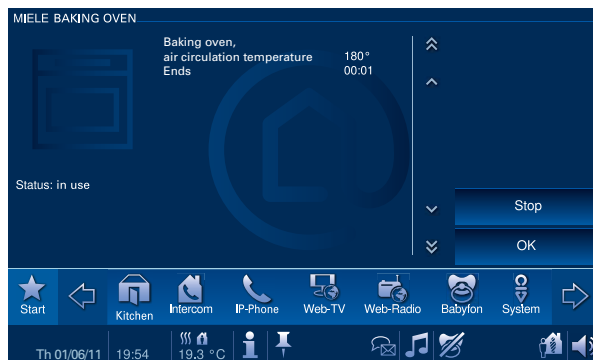 MIELE BAKING OVEN
Baking oven,
air circulation temperature 180°
Ends 00:01
Status: in use
Stop
OK
Start
Kitchen
Intercom
IP-Phone
Web-TV
Web-Radio
Babyfon
System
Th 01/06/11 19:54 19.3 °C